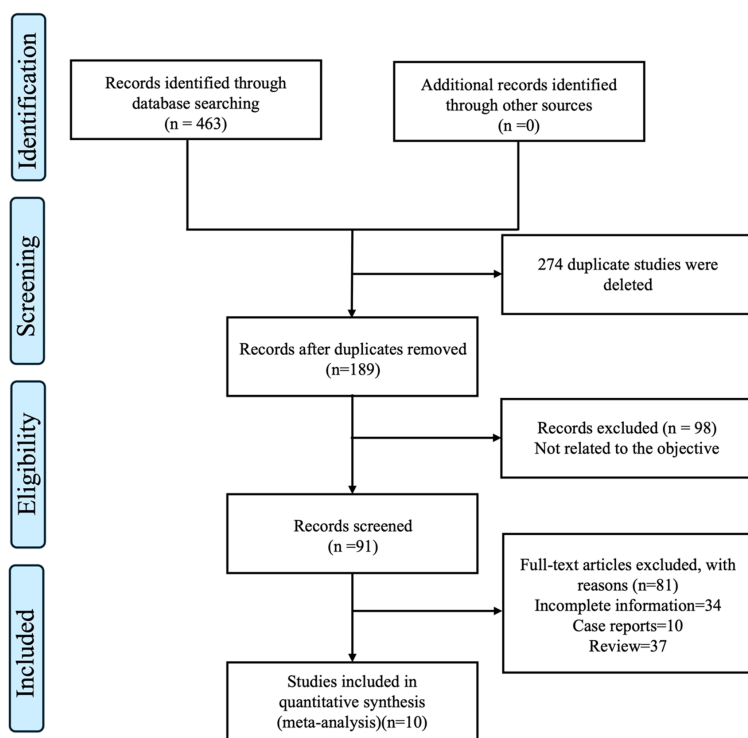 Identification
Records identified through
database searching
(n = 463)
Additional records identified
through other sources
(n =0)
Screening
274 duplicate studies were
deleted
Records after duplicates removed
(n=189)
Eligibility
Records excluded (n = 98)
Not related to the objective
Records screened
(n =91)
Full-text articles excluded, with
reasons (n=81)
Incomplete information=34
Case reports=10
Review=37
Included
Studies included in
quantitative synthesis
(meta-analysis)(n=10)